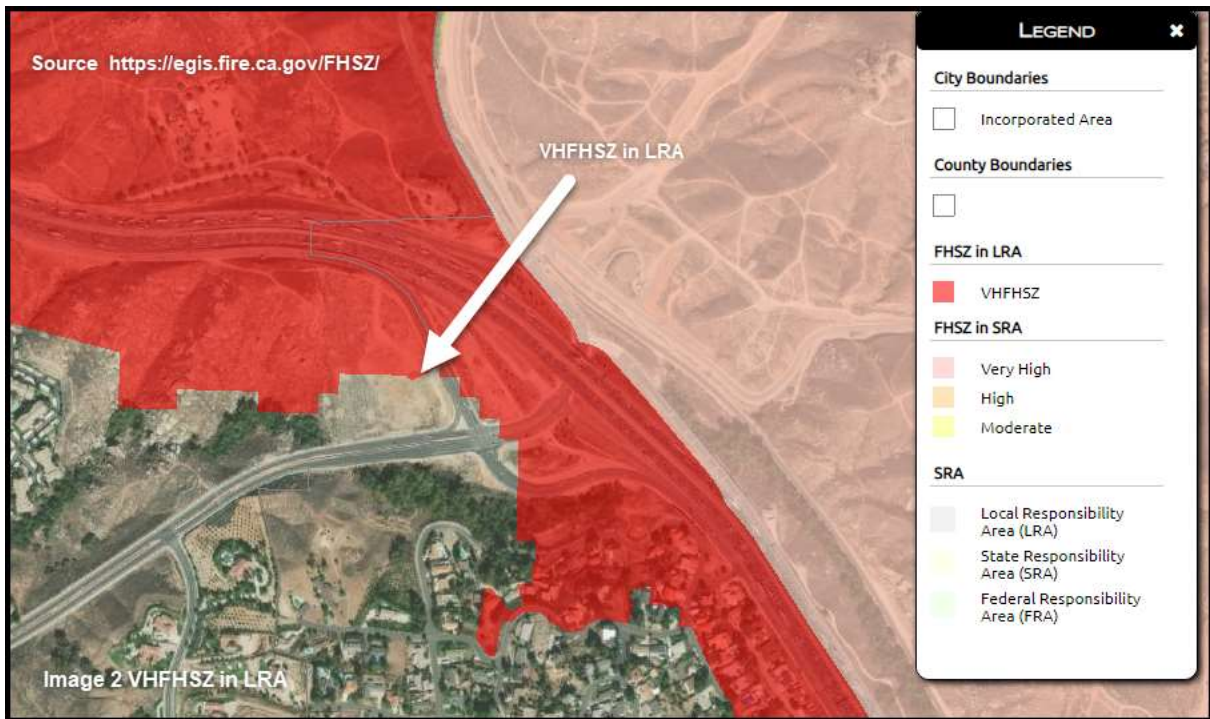 Source https://egis.fire.ca.gov/FHSZ/
VHFHSZ in LRA
Image 2 VHFHSZ in LRA
LEGEND
City Boundaries
Incorporated Area
County Boundaries
FHSZ in LRA
VHFHSZ
FHSZ in SRA
Very High
High
Moderate
SRA
Local Responsibility
Area (LRA)
State Responsibility
Area (SRA)
Federal Responsibility
Area (FRA)